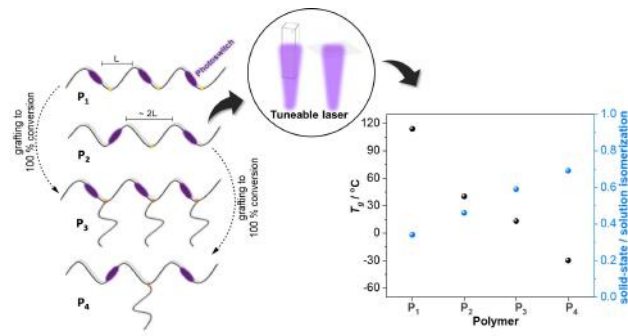 Photoswitch
L
P1
grafting to
100 % conversion
~ 2L
P2
grafting to
100 % conversion
P3
P4
Tuneable laser
120
90
60
30
0
-30
-60
Tg / °C
1.0
0.8
0.6
0.4
0.2
0.0
solid-state / solution isomerization
P1 P2 P3 P4
Polymer